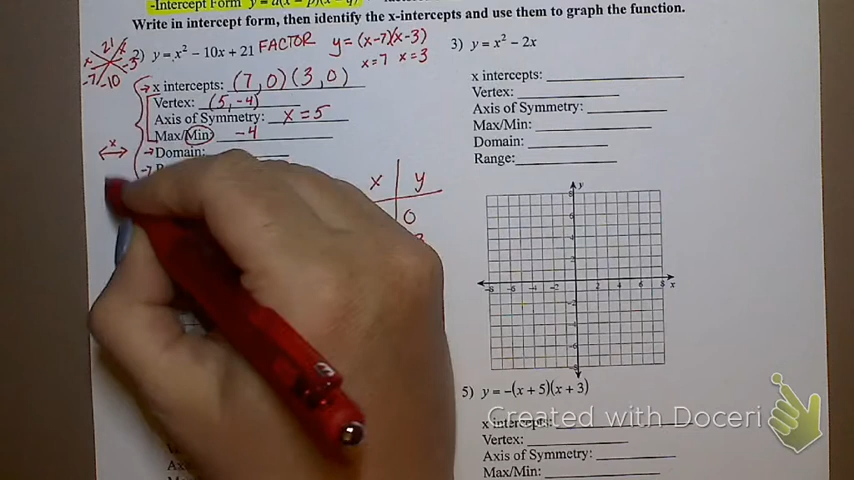 -Intercept Form y = a(x − p)(x − q)
Write in intercept form, then identify the x-intercepts and use them to graph the function.
21
x
x
-7
-3
-10
2) y = x² − 10x + 21 FACTOR y = (x-7)(x-3)
x=7 x=3
x intercepts: (7,0)(3,0)
Vertex: (5,-4)
Axis of Symmetry: x = 5
Max/Min: -4
Domain:
x
x y
0
3) y = x² − 2x
x intercepts:
Vertex:
Axis of Symmetry:
Max/Min:
Domain:
Range:
y
8
6
-8 -6 -4 -2 2 4 6 8 x
5) y = −(x + 5)(x + 3)
Created with Doceri
x intercepts:
Vertex:
Axis of Symmetry:
Max/Min: